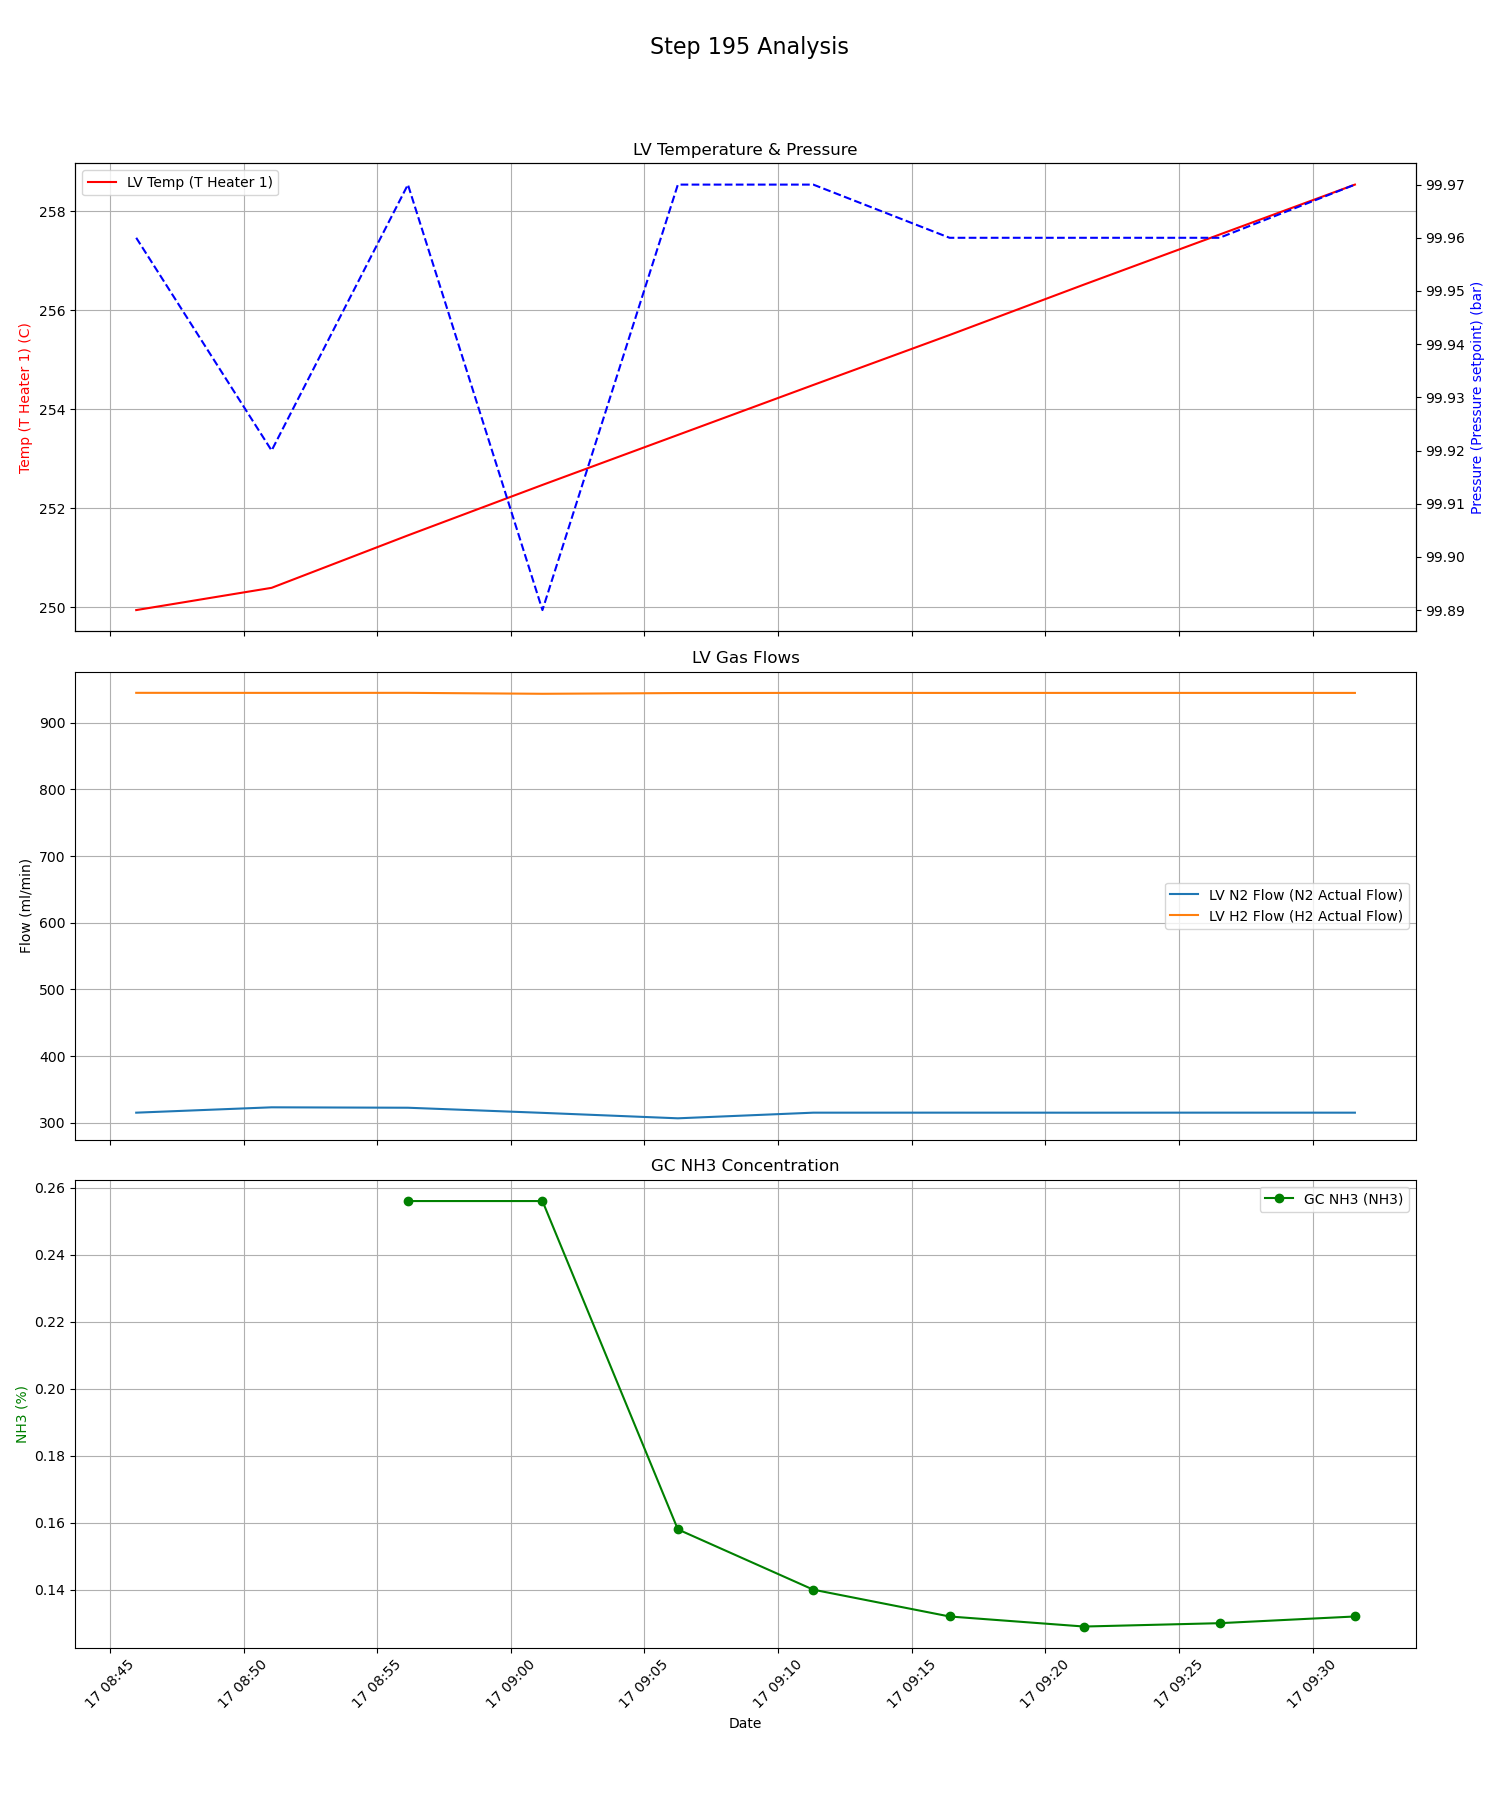 Step 195 Analysis
LV Temperature & Pressure
LV Temp (T Heater 1)
Temp (T Heater 1) (C)
258
256
254
252
250
Pressure (Pressure setpoint) (bar)
99.97
99.96
99.95
99.94
99.93
99.92
99.91
99.90
99.89
LV Gas Flows
Flow (ml/min)
900
800
700
600
500
400
300
LV N2 Flow (N2 Actual Flow)
LV H2 Flow (H2 Actual Flow)
GC NH3 Concentration
GC NH3 (NH3)
NH3 (%)
0.26
0.24
0.22
0.20
0.18
0.16
0.14
17 08:45
17 08:50
17 08:55
17 09:00
17 09:05
17 09:10
17 09:15
17 09:20
17 09:25
17 09:30
Date